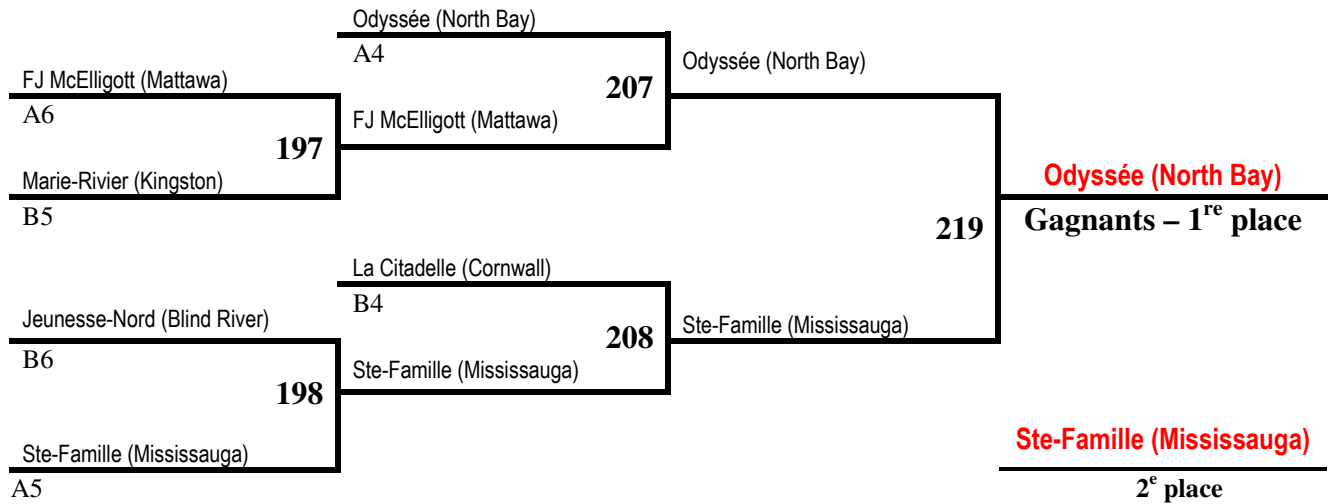 Odyssée (North Bay)
A4
FJ McElligott (Mattawa)
A6
207
Odyssée (North Bay)
197
FJ McElligott (Mattawa)
Marie-Rivier (Kingston)
B5
Odyssée (North Bay)
Gagnants – 1re place
219
La Citadelle (Cornwall)
B4
Jeunesse-Nord (Blind River)
B6
208
Ste-Famille (Mississauga)
198
Ste-Famille (Mississauga)
Ste-Famille (Mississauga)
A5
Ste-Famille (Mississauga)
2e place